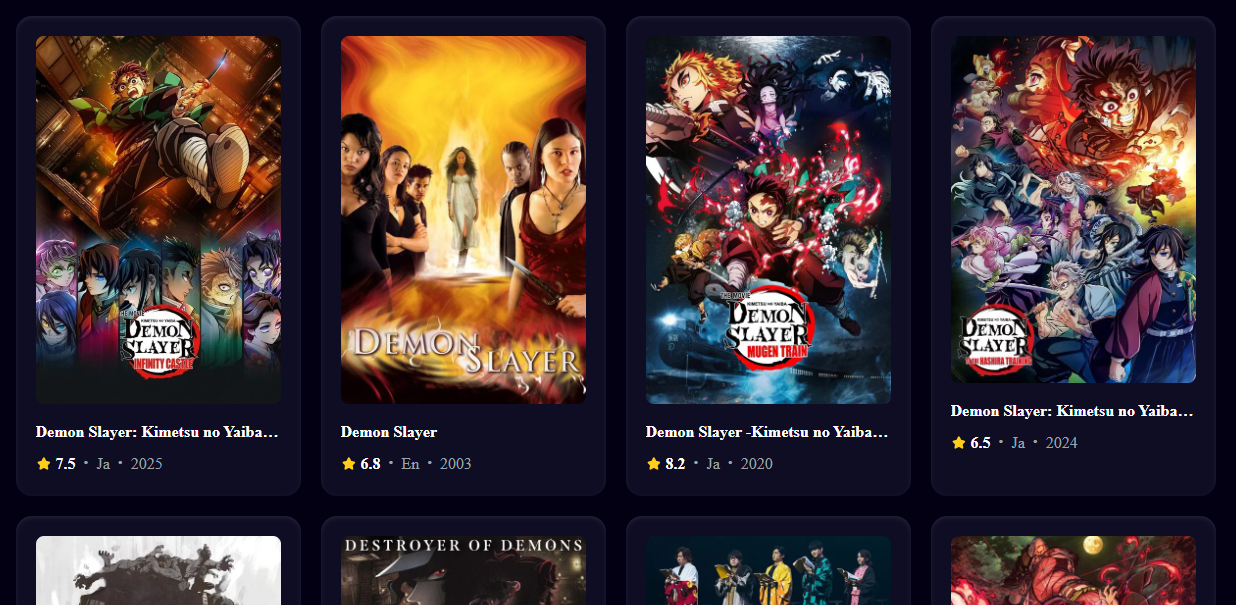 THE MOVIE
KIMETSU NO YAIBA
DEMON
SLAYER
INFINITY CASTLE
Demon Slayer: Kimetsu no Yaiba…
7.5 • Ja • 2025
DEMON
SLAYER
Demon Slayer
6.8 • En • 2003
THE MOVIE
KIMETSU NO YAIBA
DEMON
SLAYER
MUGEN TRAIN
Demon Slayer -Kimetsu no Yaiba…
8.2 • Ja • 2020
KIMETSU NO YAIBA
DEMON
SLAYER
HASHIRA TRAINING
Demon Slayer: Kimetsu no Yaiba…
6.5 • Ja • 2024
DESTROYER OF DEMONS